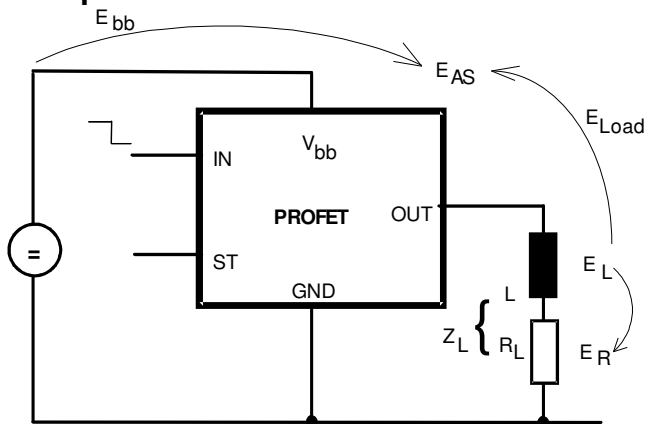 E bb
E AS
E Load
V bb
IN
PROFET
OUT
=
ST
GND
E L
L
Z L {
R L
E R